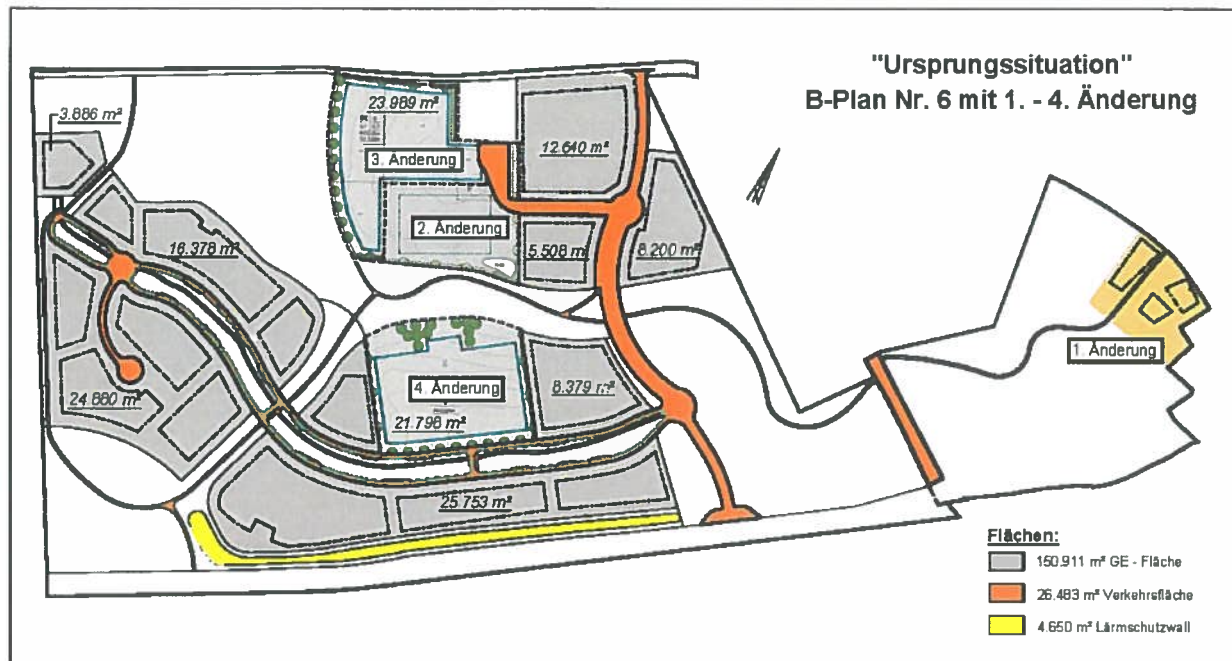 "Ursprungssituation"
B-Plan Nr. 6 mit 1. - 4. Änderung
3.886 m²
23.989 m²
12.640 m²
3. Änderung
2. Änderung
5.508 m²
8.200 m²
16.378 m²
1. Änderung
4. Änderung
8.379 m²
24.880 m²
21.798 m²
25.753 m²
Flächen:
150.911 m² GE - Fläche
26.483 m² Verkehrsfläche
4.650 m² Lärmschutzwall